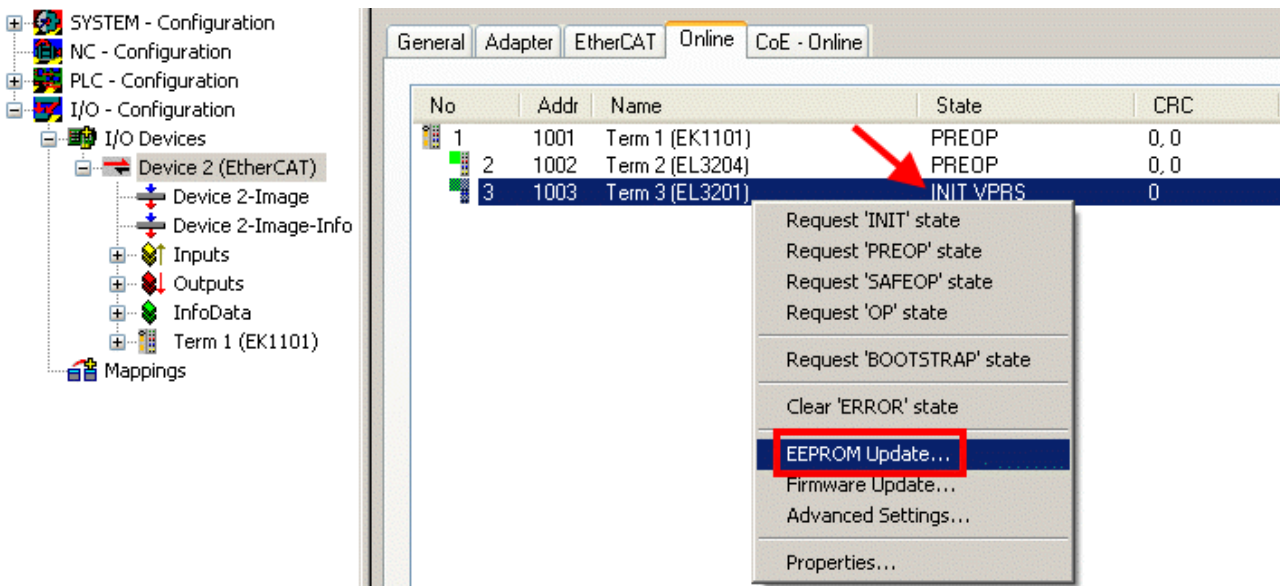 SYSTEM - Configuration
NC - Configuration
PLC - Configuration
I/O - Configuration
I/O Devices
Device 2 (EtherCAT)
Device 2-Image
Device 2-Image-Info
Inputs
Outputs
InfoData
Term 1 (EK1101)
Mappings
General Adapter EtherCAT Online CoE - Online
No Addr Name State CRC
1 1001 Term 1 (EK1101) PREOP 0, 0
2 1002 Term 2 (EL3204) PREOP 0, 0
3 1003 Term 3 (EL3201) INIT VPRS 0
Request 'INIT' state
Request 'PREOP' state
Request 'SAFEOP' state
Request 'OP' state
Request 'BOOTSTRAP' state
Clear 'ERROR' state
EEPROM Update...
Firmware Update...
Advanced Settings...
Properties...